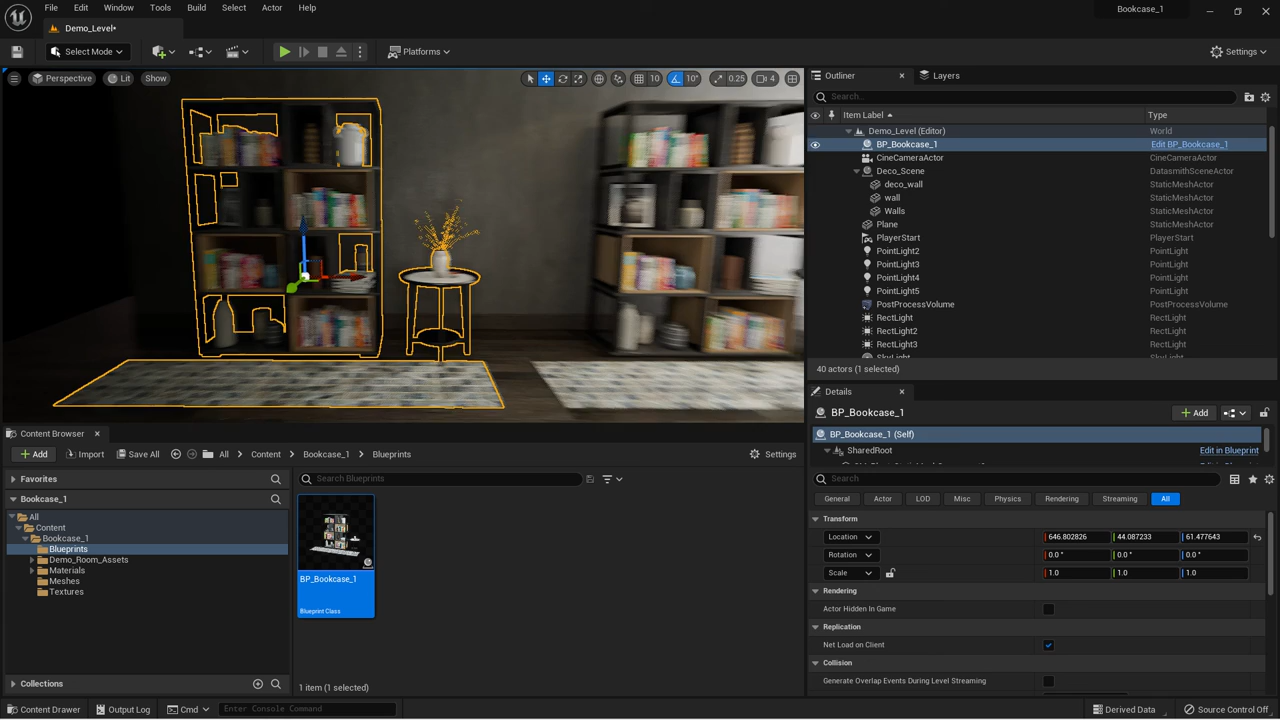 File Edit Window Tools Build Select Actor Help
Bookcase_1
Demo_Level•
Select Mode
Platforms
Settings
Perspective
Lit
Show
10
10°
0.25
4
Outliner
Layers
Search...
Item Label
Type
Demo_Level (Editor) World
BP_Bookcase_1 Edit BP_Bookcase_1
CineCameraActor CineCameraActor
Deco_Scene DatasmithSceneActor
deco_wall StaticMeshActor
wall StaticMeshActor
Walls StaticMeshActor
Plane StaticMeshActor
PlayerStart PlayerStart
PointLight2 PointLight
PointLight3 PointLight
PointLight4 PointLight
PointLight5 PointLight
PostProcessVolume PostProcessVolume
RectLight RectLight
RectLight2 RectLight
RectLight3 RectLight
SkyLight SkyLight
40 actors (1 selected)
Details
BP_Bookcase_1
Add
BP_Bookcase_1 (Self)
SharedRoot Edit in Blueprint
Search
General Actor LOD Misc Physics Rendering Streaming All
Transform
Location 646.802826 44.087233 61.477643
Rotation 0.0 ° 0.0 ° 0.0 °
Scale 1.0 1.0 1.0
Rendering
Actor Hidden In Game
Replication
Net Load on Client
Collision
Generate Overlap Events During Level Streaming
Content Browser
Add Import Save All All Content Bookcase_1 Blueprints Settings
Favorites
Bookcase_1
All
Content
Bookcase_1
Blueprints
Demo_Room_Assets
Materials
Meshes
Textures
Collections
Search Blueprints
BP_Bookcase_1
Blueprint Class
1 item (1 selected)
Content Drawer Output Log Cmd Enter Console Command Derived Data Source Control Off